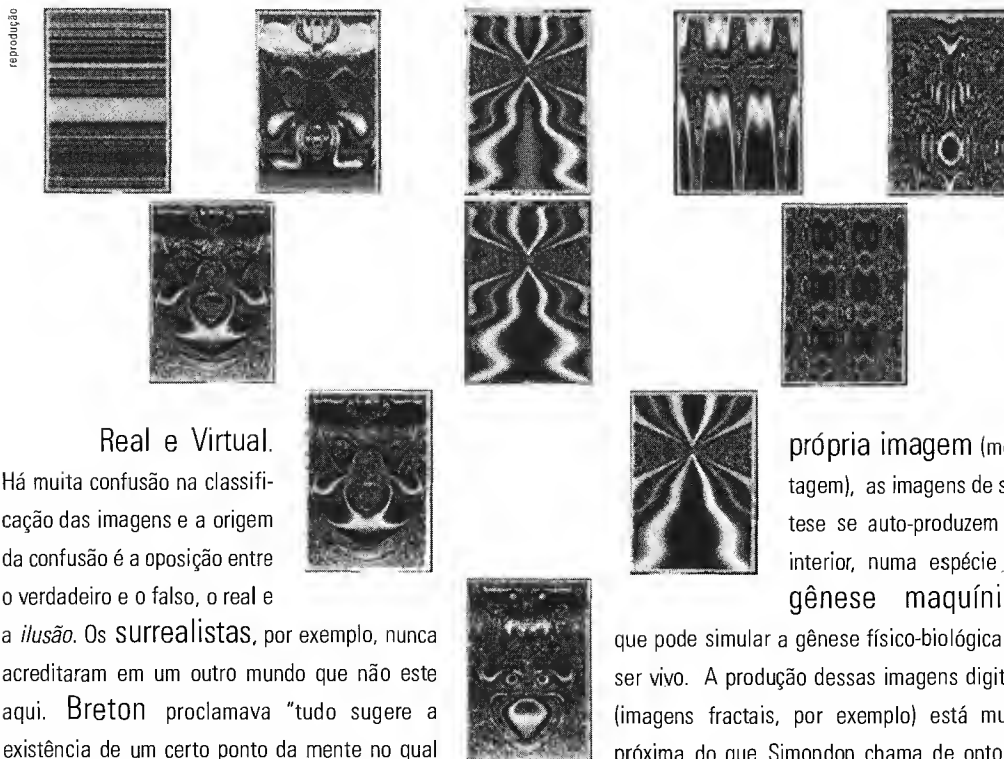 reprodução
Real e Virtual.
Há muita confusão na classifi-
cação das imagens e a origem
da confusão é a oposição entre
o verdadeiro e o falso, o real e
a ilusão. Os surrealistas, por exemplo, nunca
acreditaram em um outro mundo que não este
aqui. Breton proclamava "tudo sugere a
existência de um certo ponto da mente no qual
própria imagem
tagem), as imagens de
tese se auto-produzem
interior, numa espécie
gênese
que pode simular a gênese físico-biológica
ser vivo. A produção dessas imagens
(imagens fractais, por exemplo) está
próxima do que Simondon chama de